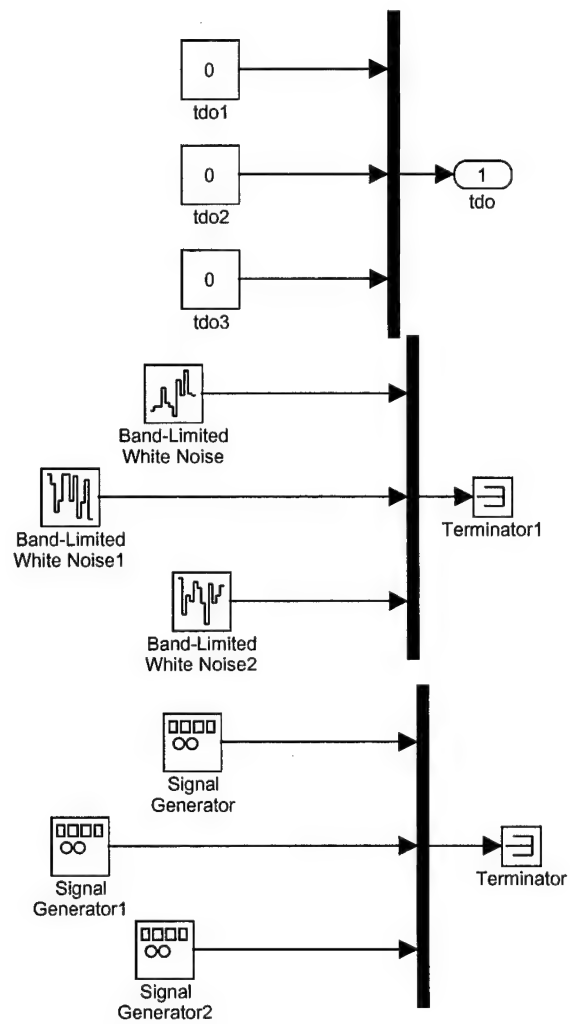 0
tdo1
0
tdo2
0
tdo3
1
tdo
Band-Limited
White Noise
Band-Limited
White Noise1
Terminator1
Band-Limited
White Noise2
Signal
Generator
Signal
Generator1
Terminator
Signal
Generator2